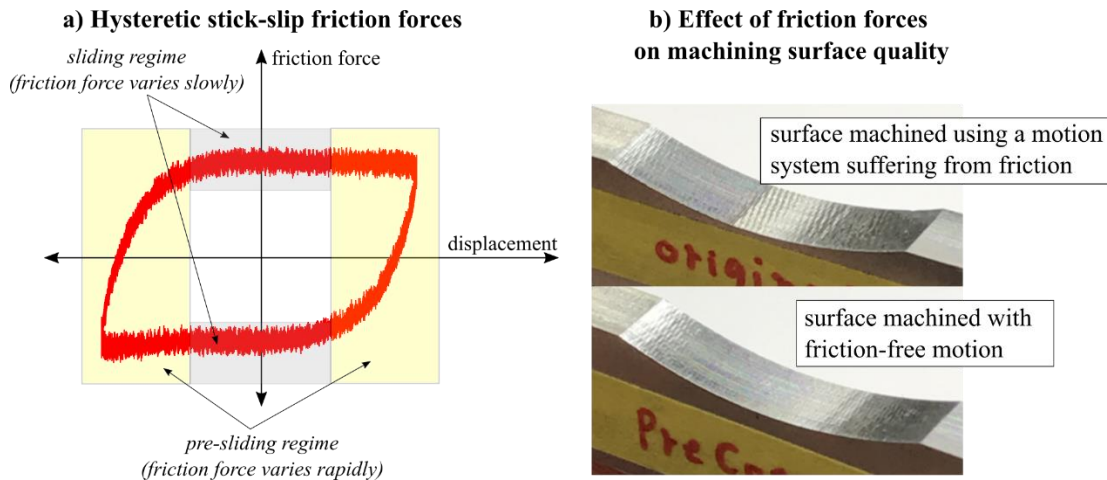 a) Hysteretic stick-slip friction forces
sliding regime
(friction force varies slowly)
friction force
displacement
pre-sliding regime
(friction force varies rapidly)
b) Effect of friction forces
on machining surface quality
surface machined using a motion
system suffering from friction
origin
surface machined with
friction-free motion
PreCo